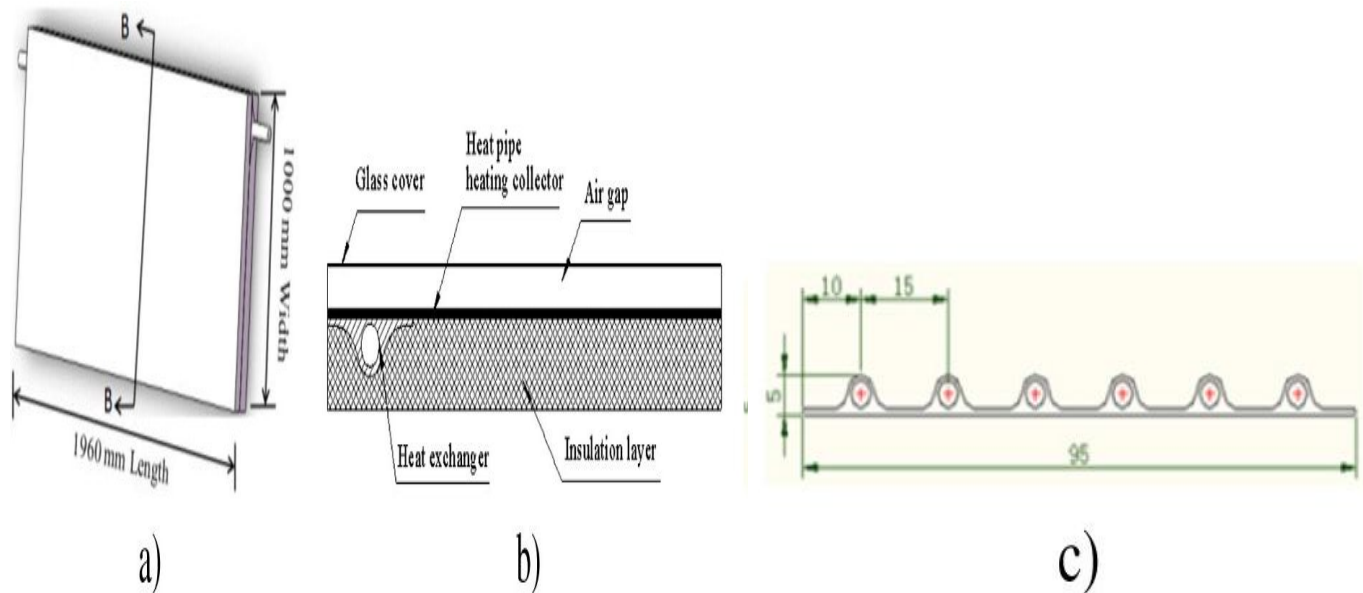 B
1000 mm Width
B
1960 mm Length
a)
Glass cover
Heat pipe
heating collector
Air gap
Heat exchanger
Insulation layer
b)
10
15
5
95
c)